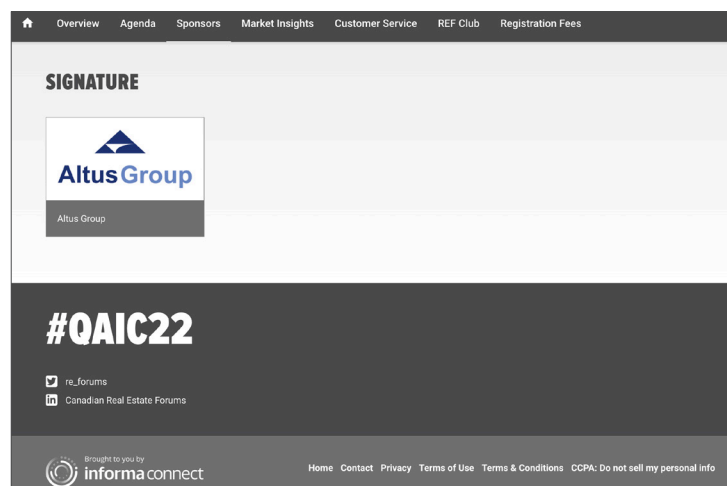 Overview Agenda Sponsors Market Insights Customer Service REF Club Registration Fees
SIGNATURE
Altus Group
Altus Group
#QAIC22
re_forums
in Canadian Real Estate Forums
Brought to you by
informa connect
Home Contact Privacy Terms of Use Terms & Conditions CCPA: Do not sell my personal info